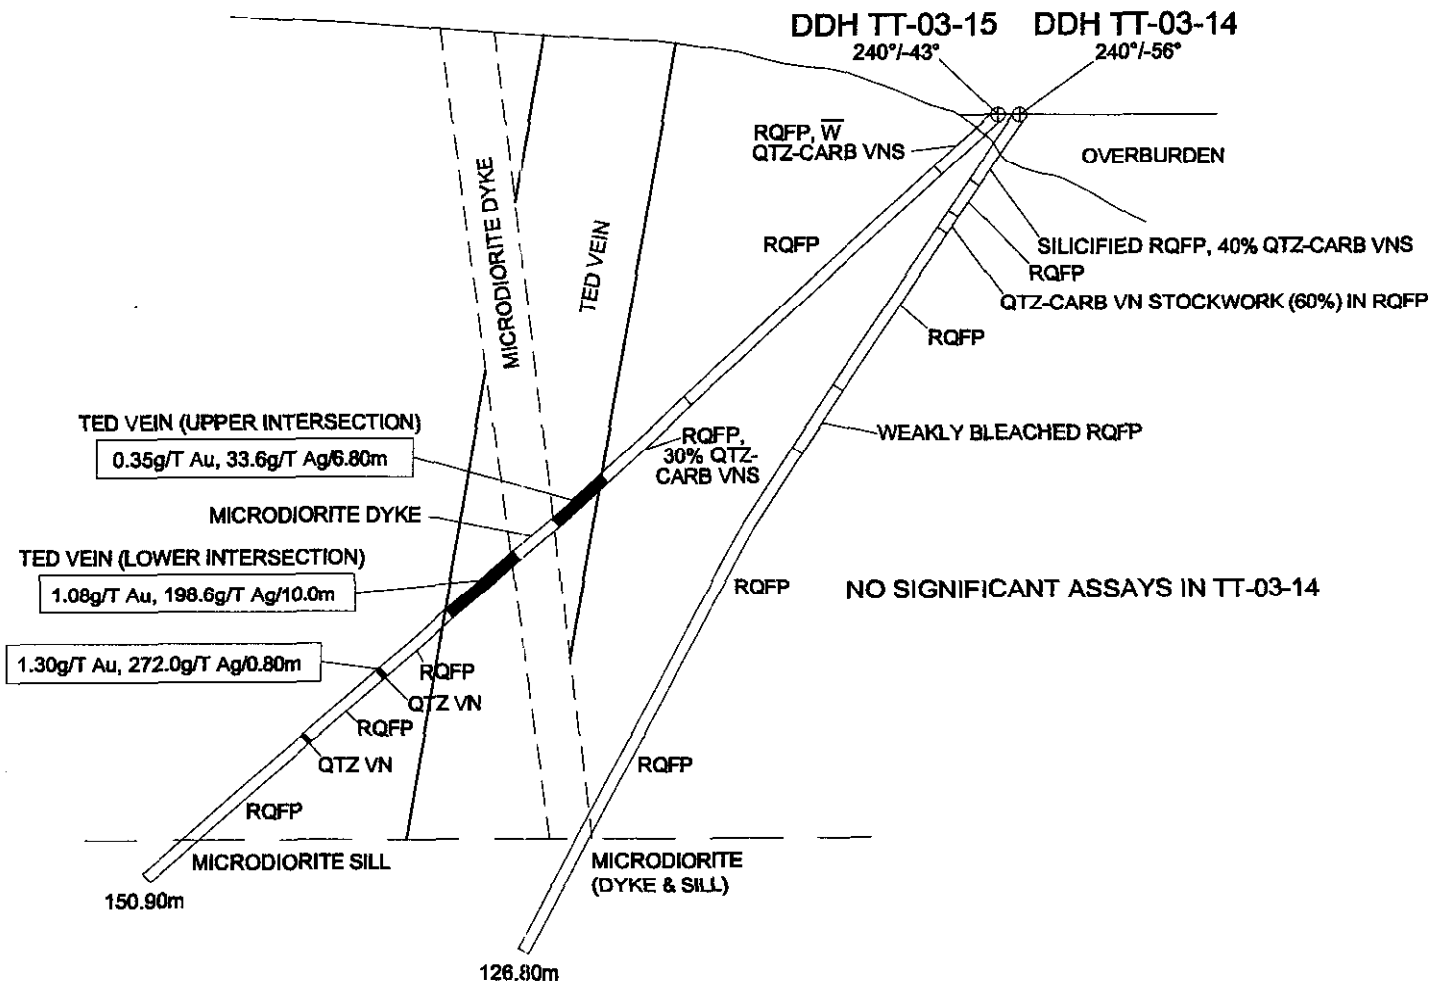 DDH TT-03-15
240°/-43°
DDH TT-03-14
240°/-56°
RQFP, W̅
QTZ-CARB VNS
OVERBURDEN
MICRODIORITE DYKE
TED VEIN
RQFP
SILICIFIED RQFP, 40% QTZ-CARB VNS
RQFP
QTZ-CARB VN STOCKWORK (60%) IN RQFP
RQFP
TED VEIN (UPPER INTERSECTION)
0.35g/T Au, 33.6g/T Ag/6.80m
RQFP,
30% QTZ-
CARB VNS
WEAKLY BLEACHED RQFP
MICRODIORITE DYKE
TED VEIN (LOWER INTERSECTION)
1.08g/T Au, 198.6g/T Ag/10.0m
RQFP
NO SIGNIFICANT ASSAYS IN TT-03-14
1.30g/T Au, 272.0g/T Ag/0.80m
RQFP
QTZ VN
RQFP
QTZ VN
RQFP
RQFP
MICRODIORITE SILL
MICRODIORITE
(DYKE & SILL)
150.90m
126.80m